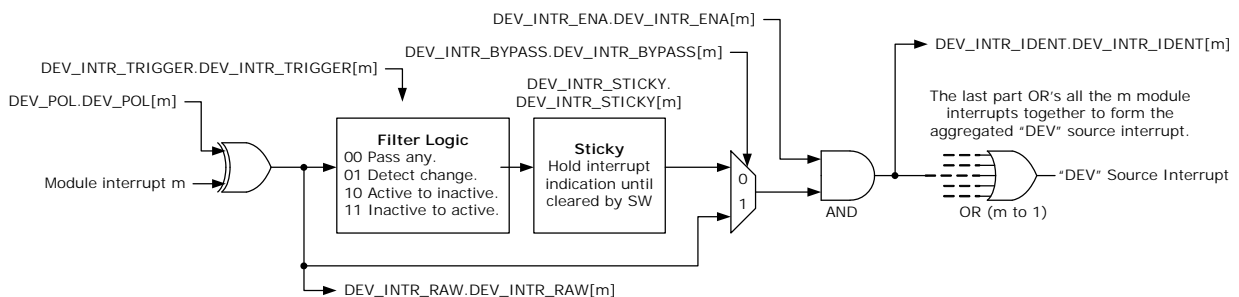 DEV_INTR_ENA.DEV_INTR_ENA[m]
DEV_INTR_BYPASS.DEV_INTR_BYPASS[m]
DEV_INTR_IDENT.DEV_INTR_IDENT[m]
DEV_INTR_TRIGGER.DEV_INTR_TRIGGER[m]
DEV_INTR_STICKY.
DEV_INTR_STICKY[m]
DEV_POL.DEV_POL[m]
The last part OR's all the m module
interrupts together to form the
aggregated “DEV” source interrupt.
Filter Logic
00 Pass any.
01 Detect change.
10 Active to inactive.
11 Inactive to active.
Sticky
Hold interrupt
indication until
cleared by SW
Module interrupt m
0
1
AND
OR (m to 1)
“DEV” Source Interrupt
DEV_INTR_RAW.DEV_INTR_RAW[m]